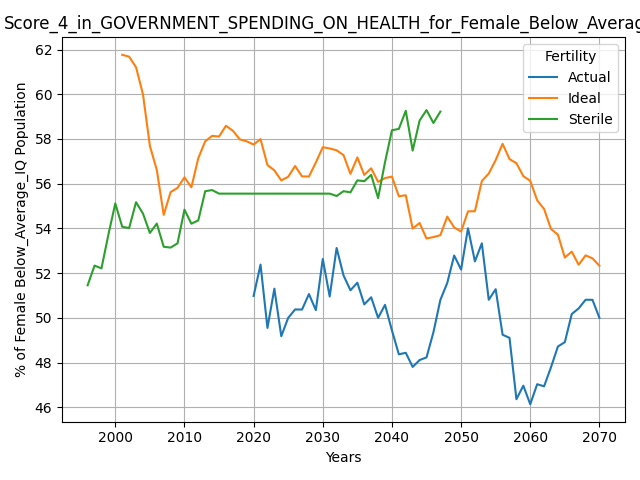 Score_4_in_GOVERNMENT_SPENDING_ON_HEALTH_for_Female_Below_Averag
Fertility
Actual
Ideal
Sterile
% of Female Below_Average_IQ Population
62
60
58
56
54
52
50
48
46
2000
2010
2020
2030
2040
2050
2060
2070
Years